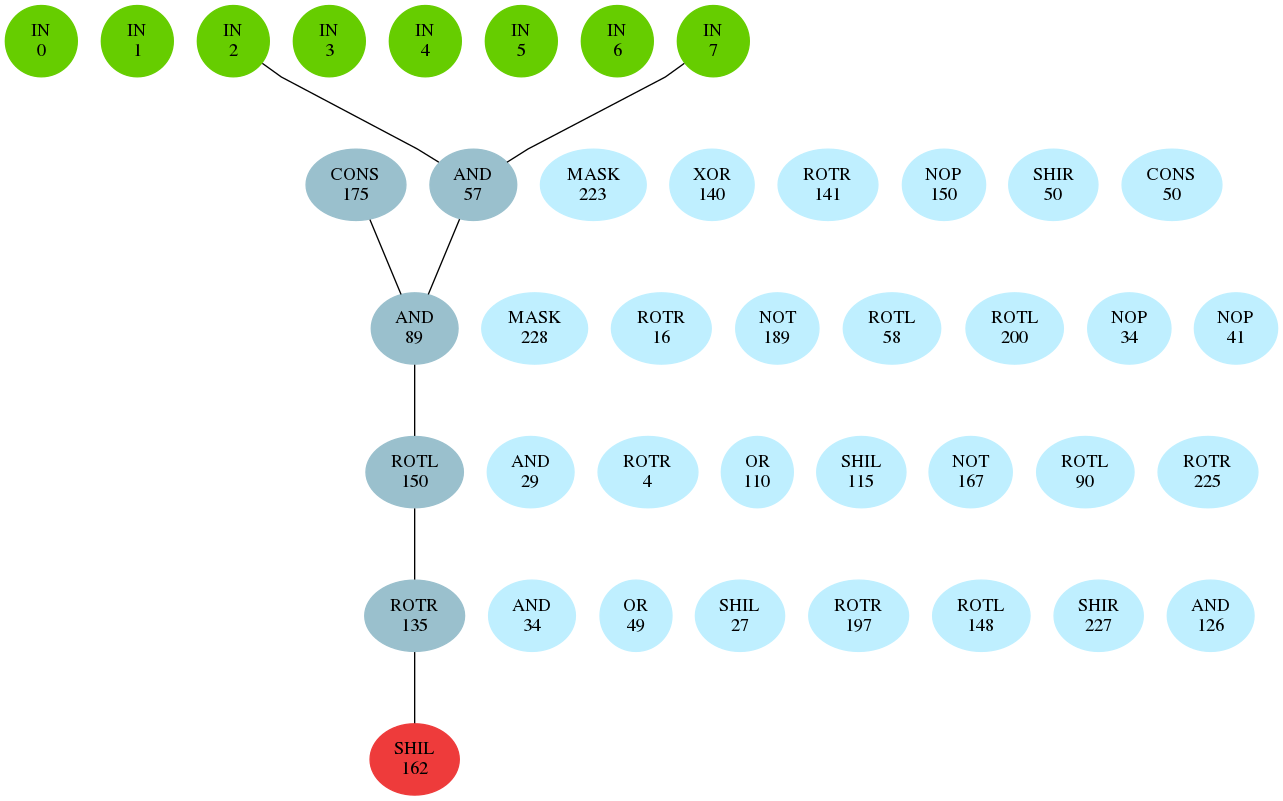 IN
0
IN
1
IN
2
IN
3
IN
4
IN
5
IN
6
IN
7
CONS
175
AND
57
MASK
223
XOR
140
ROTR
141
NOP
150
SHIR
50
CONS
50
AND
89
MASK
228
ROTR
16
NOT
189
ROTL
58
ROTL
200
NOP
34
NOP
41
ROTL
150
AND
29
ROTR
4
OR
110
SHIL
115
NOT
167
ROTL
90
ROTR
225
ROTR
135
AND
34
OR
49
SHIL
27
ROTR
197
ROTL
148
SHIR
227
AND
126
SHIL
162